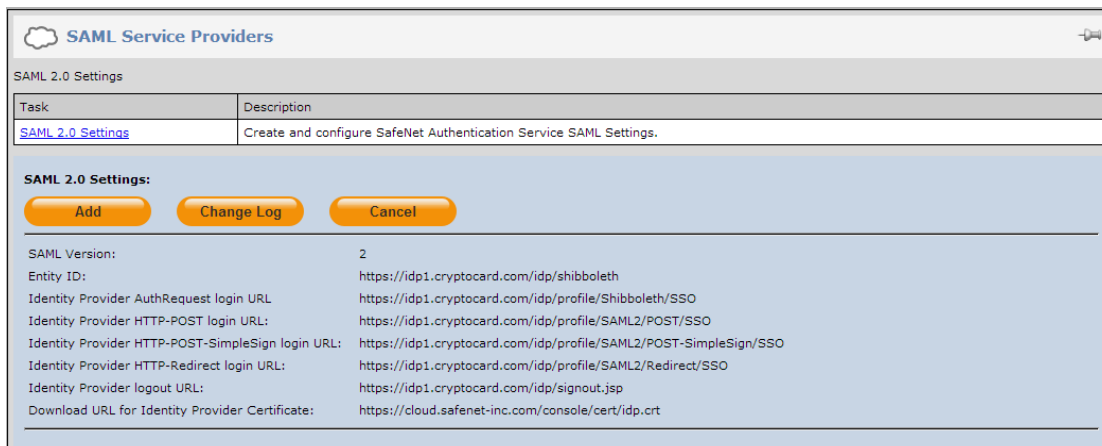 SAML Service Providers
SAML 2.0 Settings
Task Description
SAML 2.0 Settings Create and configure SafeNet Authentication Service SAML Settings.
SAML 2.0 Settings:
Add Change Log Cancel
SAML Version: 2
Entity ID: https://idp1.cryptocard.com/idp/shibboleth
Identity Provider AuthRequest login URL https://idp1.cryptocard.com/idp/profile/Shibboleth/SSO
Identity Provider HTTP-POST login URL: https://idp1.cryptocard.com/idp/profile/SAML2/POST/SSO
Identity Provider HTTP-POST-SimpleSign login URL: https://idp1.cryptocard.com/idp/profile/SAML2/POST-SimpleSign/SSO
Identity Provider HTTP-Redirect login URL: https://idp1.cryptocard.com/idp/profile/SAML2/Redirect/SSO
Identity Provider logout URL: https://idp1.cryptocard.com/idp/signout.jsp
Download URL for Identity Provider Certificate: https://cloud.safenet-inc.com/console/cert/idp.crt